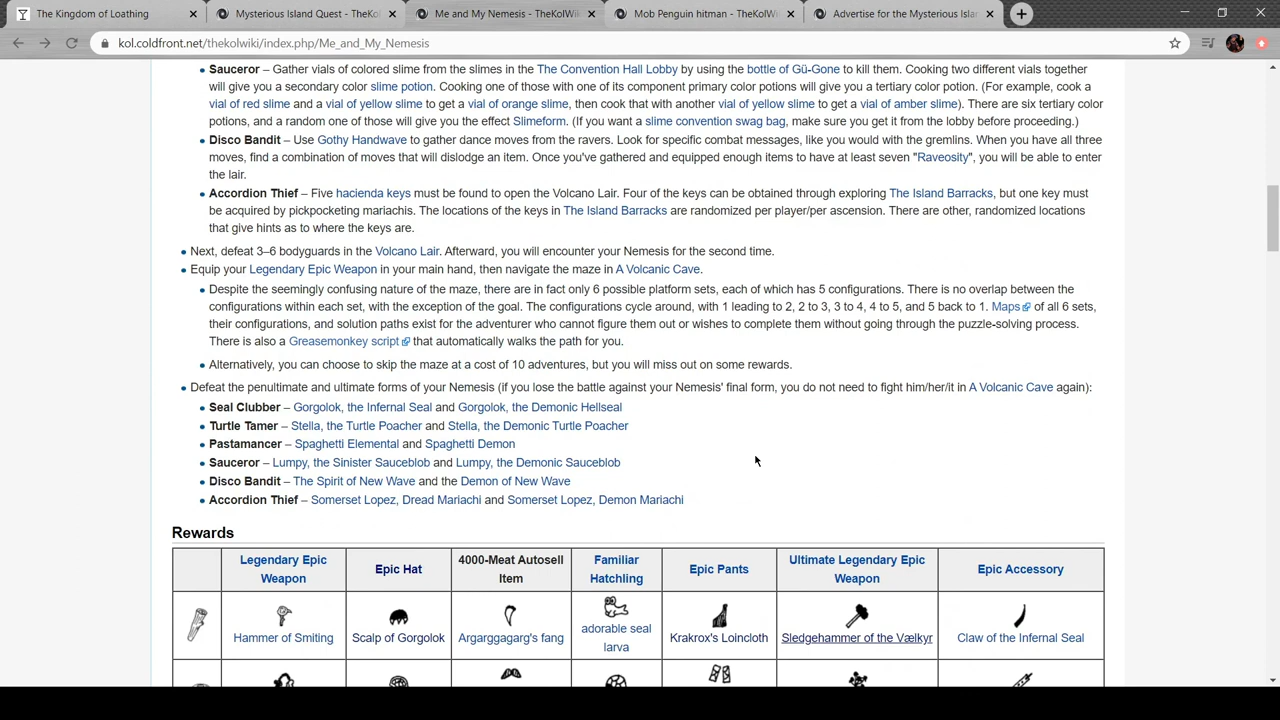 The Kingdom of Loathing
Mysterious Island Quest - TheKol
Me and My Nemesis - TheKolWiki
Mob Penguin hitman - TheKolWi
Advertise for the Mysterious Islan
kol.coldfront.net/thekolwiki/index.php/Me_and_My_Nemesis
Sauceror – Gather vials of colored slime from the slimes in the The Convention Hall Lobby by using the bottle of Gü-Gone to kill them. Cooking two different vials together
will give you a secondary color slime potion. Cooking one of those with one of its component primary color potions will give you a tertiary color potion. (For example, cook a
vial of red slime and a vial of yellow slime to get a vial of orange slime, then cook that with another vial of yellow slime to get a vial of amber slime). There are six tertiary color
potions, and a random one of those will give you the effect Slimeform. (If you want a slime convention swag bag, make sure you get it from the lobby before proceeding.)
Disco Bandit – Use Gothy Handwave to gather dance moves from the ravers. Look for specific combat messages, like you would with the gremlins. When you have all three
moves, find a combination of moves that will dislodge an item. Once you've gathered and equipped enough items to have at least seven "Raveosity", you will be able to enter
the lair.
Accordion Thief – Five hacienda keys must be found to open the Volcano Lair. Four of the keys can be obtained through exploring The Island Barracks, but one key must
be acquired by pickpocketing mariachis. The locations of the keys in The Island Barracks are randomized per player/per ascension. There are other, randomized locations
that give hints as to where the keys are.
Next, defeat 3–6 bodyguards in the Volcano Lair. Afterward, you will encounter your Nemesis for the second time.
Equip your Legendary Epic Weapon in your main hand, then navigate the maze in A Volcanic Cave.
Despite the seemingly confusing nature of the maze, there are in fact only 6 possible platform sets, each of which has 5 configurations. There is no overlap between the
configurations within each set, with the exception of the goal. The configurations cycle around, with 1 leading to 2, 2 to 3, 3 to 4, 4 to 5, and 5 back to 1. Maps of all 6 sets,
their configurations, and solution paths exist for the adventurer who cannot figure them out or wishes to complete them without going through the puzzle-solving process.
There is also a Greasemonkey script that automatically walks the path for you.
Alternatively, you can choose to skip the maze at a cost of 10 adventures, but you will miss out on some rewards.
Defeat the penultimate and ultimate forms of your Nemesis (if you lose the battle against your Nemesis' final form, you do not need to fight him/her/it in A Volcanic Cave again):
Seal Clubber – Gorgolok, the Infernal Seal and Gorgolok, the Demonic Hellseal
Turtle Tamer – Stella, the Turtle Poacher and Stella, the Demonic Turtle Poacher
Pastamancer – Spaghetti Elemental and Spaghetti Demon
Sauceror – Lumpy, the Sinister Sauceblob and Lumpy, the Demonic Sauceblob
Disco Bandit – The Spirit of New Wave and the Demon of New Wave
Accordion Thief – Somerset Lopez, Dread Mariachi and Somerset Lopez, Demon Mariachi
Rewards
Legendary Epic Weapon
Epic Hat
4000-Meat Autosell Item
Familiar Hatchling
Epic Pants
Ultimate Legendary Epic Weapon
Epic Accessory
Hammer of Smiting
Scalp of Gorgolok
Argarggagarg's fang
adorable seal larva
Krakrox's Loincloth
Sledgehammer of the Vælkyr
Claw of the Infernal Seal